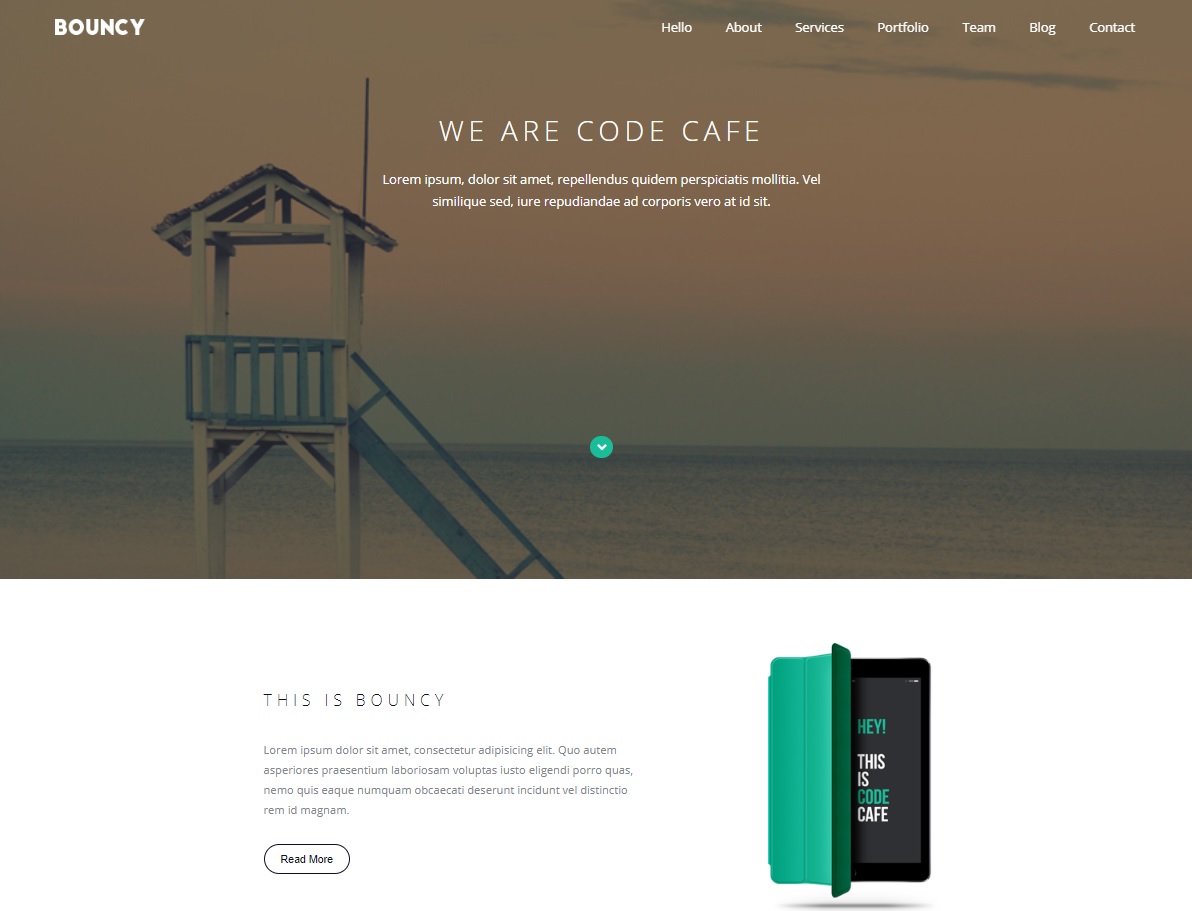 BOUNCY
Hello About Services Portfolio Team Blog Contact
WE ARE CODE CAFE
Lorem ipsum, dolor sit amet, repellendus quidem perspiciatis mollitia. Vel
similique sed, iure repudiandae ad corporis vero at id sit.
THIS IS BOUNCY
Lorem ipsum dolor sit amet, consectetur adipisicing elit. Quo autem
asperiores praesentium laboriosam voluptas iusto eligendi porro quas,
nemo quis eaque numquam obcaecati deserunt incidunt vel distinctio
rem id magnam.
Read More
HEY!
THIS
IS
CODE
CAFE